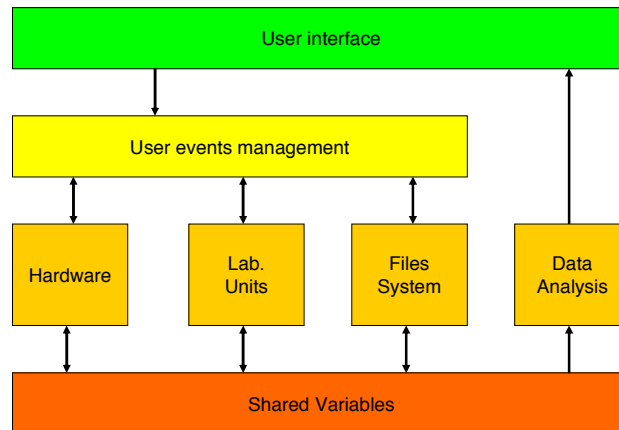 User interface
User events management
Hardware
Lab.
Units
Files
System
Data
Analysis
Shared Variables